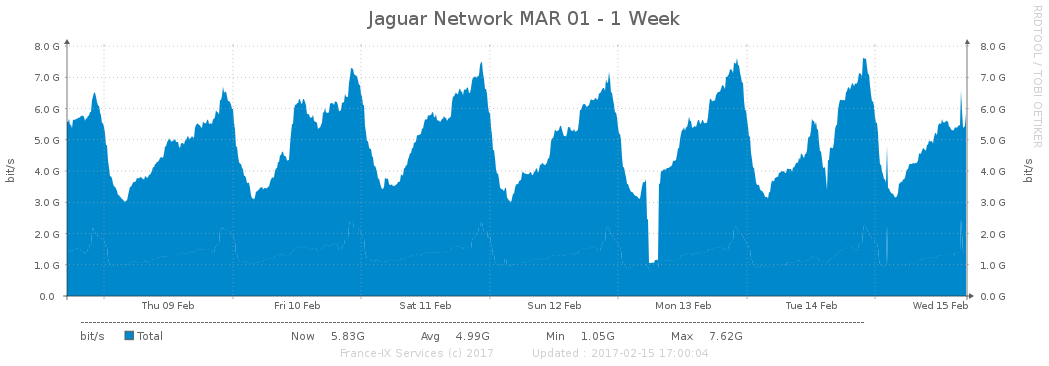 Jaguar Network MAR 01 - 1 Week
RRDTOOL / TOBI OETIKER
8.0 G 8.0 G
7.0 G 7.0 G
6.0 G 6.0 G
5.0 G 5.0 G
4.0 G 4.0 G
3.0 G 3.0 G
2.0 G 2.0 G
1.0 G 1.0 G
0.0 0.0 G
bit/s bit/s
Thu 09 Feb Fri 10 Feb Sat 11 Feb Sun 12 Feb Mon 13 Feb Tue 14 Feb Wed 15 Feb
bit/s Total Now 5.83G Avg 4.99G Min 1.05G Max 7.62G
France-IX Services (c) 2017 Updated : 2017-02-15 17:00:04